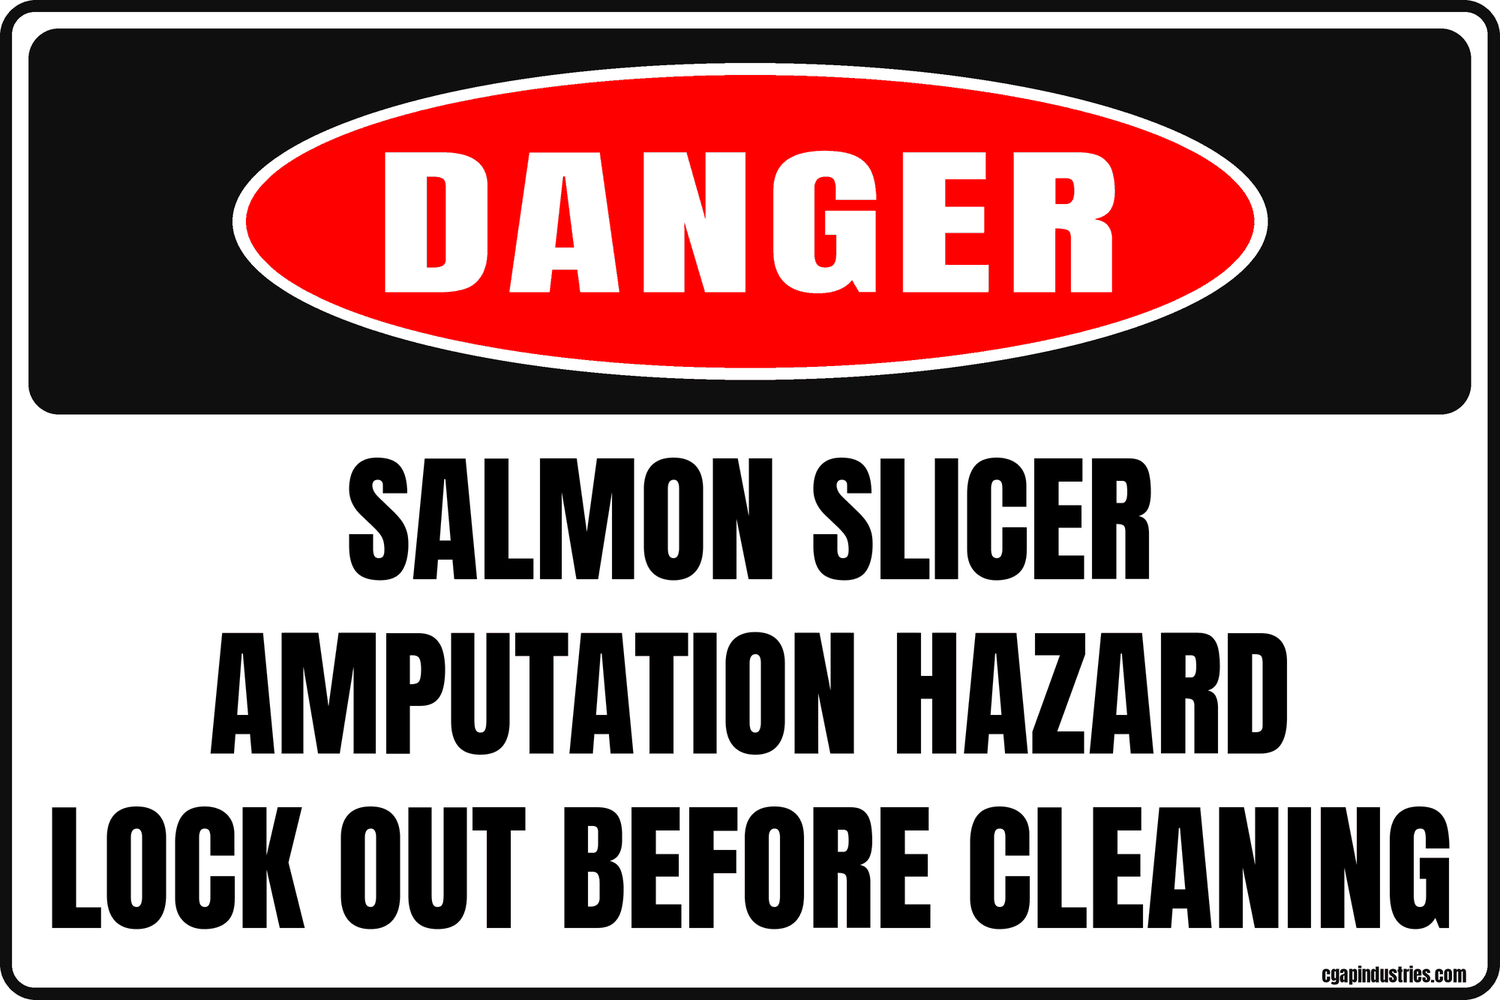 DANGER
SALMON SLICER
AMPUTATION HAZARD
LOCK OUT BEFORE CLEANING
cgapindustries.com